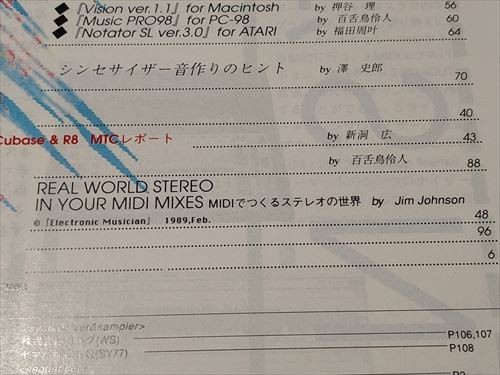 ◆『Vision ver.1.1』 for Macintosh by 押谷 理 56
◆『Music PRO98』 for PC-98 by 百舌鳥伶人 60
◆『Notator SL ver.3.0』 for ATARI by 福田周叶 64
シンセサイザー音作りのヒント by 澤 史郎 70
40
Cubase & R8 MTCレポート by 新洞 広 43
by 百舌鳥伶人 88
REAL WORLD STEREO
IN YOUR MIDI MIXES MIDIでつくるステレオの世界 by Jim Johnson 48
©『Electronic Musician』 1989,Feb.
96
6
(WS) P106,107
(SY77) P108